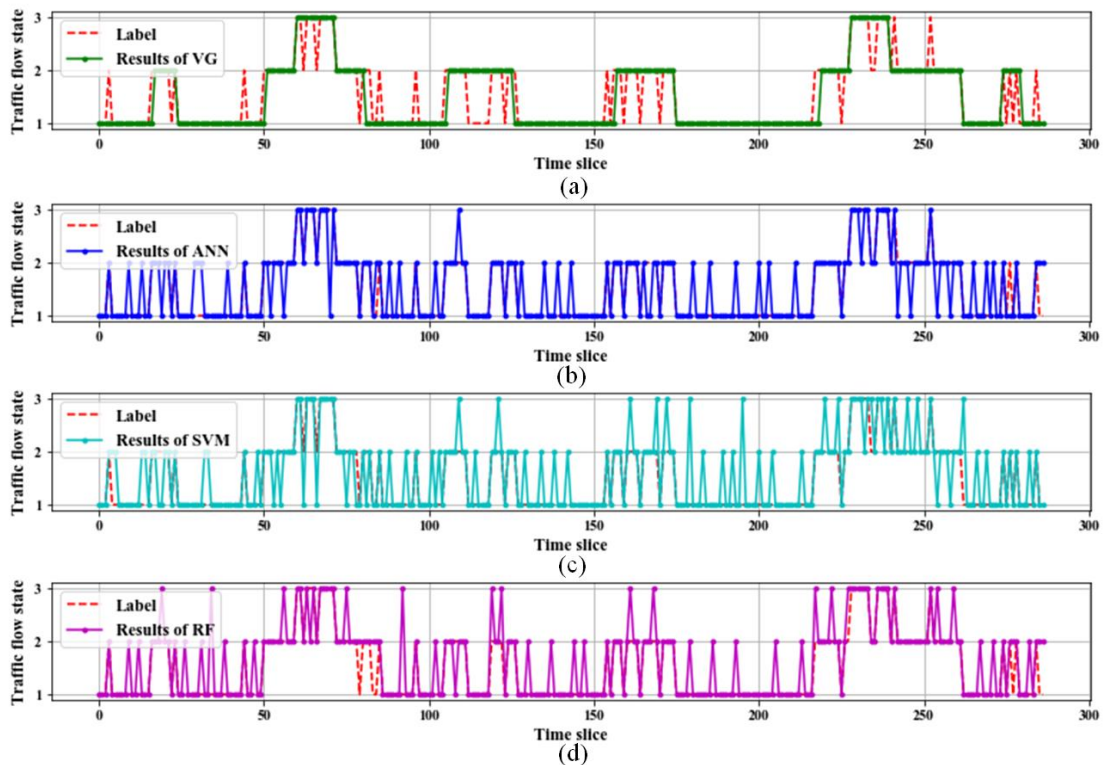 Traffic flow state
3
2
1
Label
Results of VG
0 50 100 150 200 250 300
Time slice
(a)
Traffic flow state
3
2
1
Label
Results of ANN
0 50 100 150 200 250 300
Time slice
(b)
Traffic flow state
3
2
1
Label
Results of SVM
0 50 100 150 200 250 300
Time slice
(c)
Traffic flow state
3
2
1
Label
Results of RF
0 50 100 150 200 250 300
Time slice
(d)